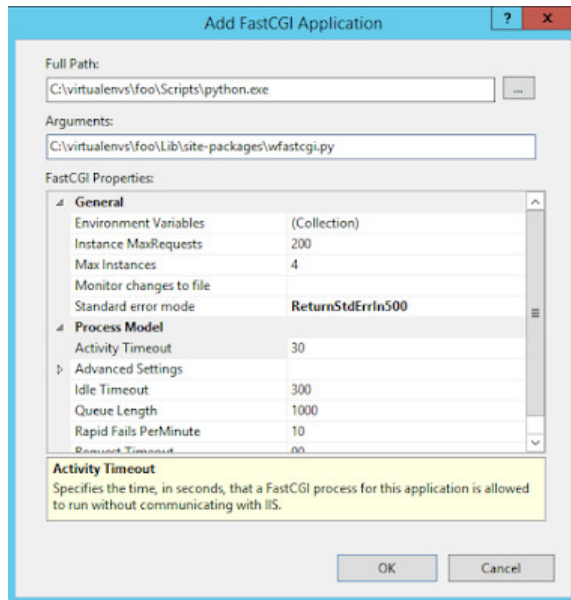 Add FastCGI Application
? x
Full Path:
C:\virtualenvs\foo\Scripts\python.exe
...
Arguments:
C:\virtualenvs\foo\Lib\site-packages\wfastcgi.py
FastCGI Properties:
General
Environment Variables (Collection)
Instance MaxRequests 200
Max Instances 4
Monitor changes to file
Standard error mode ReturnStdErrIn500
Process Model
Activity Timeout 30
Advanced Settings
Idle Timeout 300
Queue Length 1000
Rapid Fails PerMinute 10
Request Timeout 90
Activity Timeout
Specifies the time, in seconds, that a FastCGI process for this application is allowed
to run without communicating with IIS.
OK Cancel